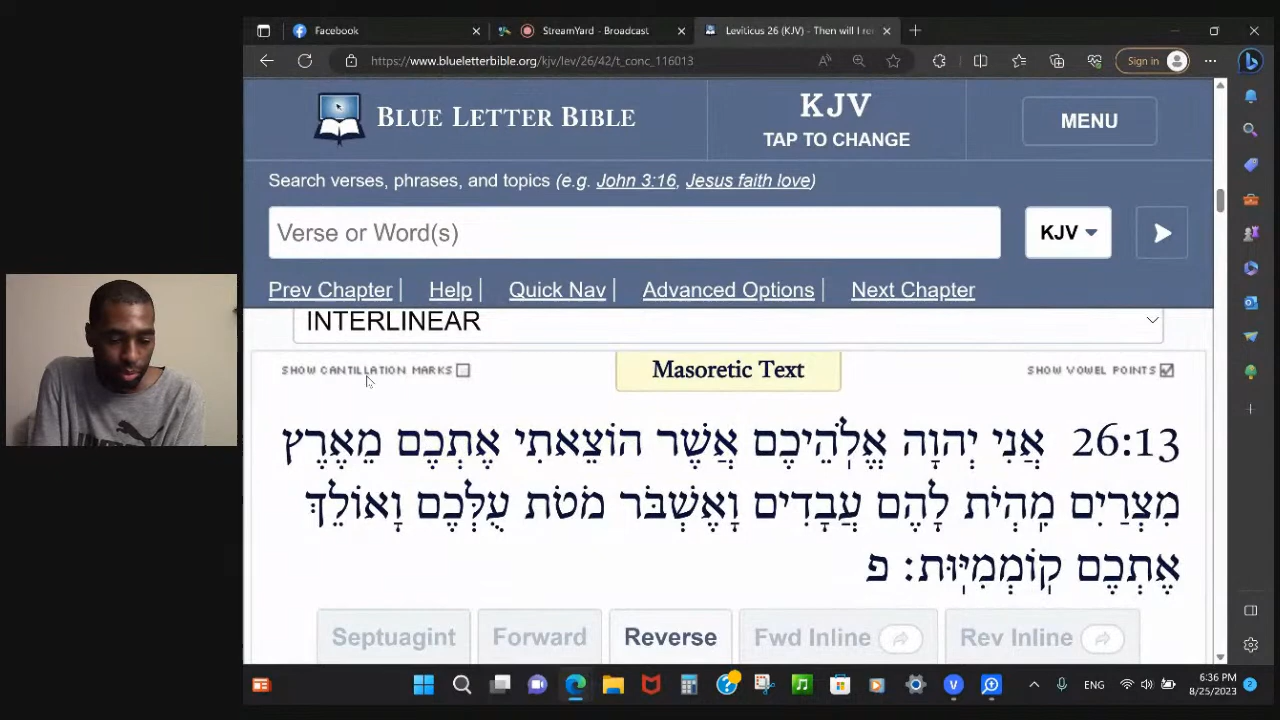 Facebook
StreamYard - Broadcast
Leviticus 26 (KJV) - Then will I re
https://www.blueletterbible.org/kjv/lev/26/42/t_conc_116013
Sign in
BLUE LETTER BIBLE
KJV
TAP TO CHANGE
MENU
Search verses, phrases, and topics (e.g. John 3:16, Jesus faith love)
Verse or Word(s)
KJV
Prev Chapter | Help | Quick Nav | Advanced Options | Next Chapter
INTERLINEAR
SHOW CANTILLATION MARKS
Masoretic Text
SHOW VOWEL POINTS
26:13 אֲנִי יְהוָה אֱלֹֽהֵיכֶם אֲשֶׁר הוֹצֵאתִי אֶתְכֶם מֵאֶרֶץ
מִצְרַיִם מִֽהְיֹת לָהֶם עֲבָדִים וָאֶשְׁבֹּר מֹטֹת עֻלְּכֶם וָאוֹלֵךְ
אֶתְכֶם קֽוֹמְמִיּֽוּת׃ פ
Septuagint
Forward
Reverse
Fwd Inline
Rev Inline
ENG
6:36 PM
8/25/2023
2